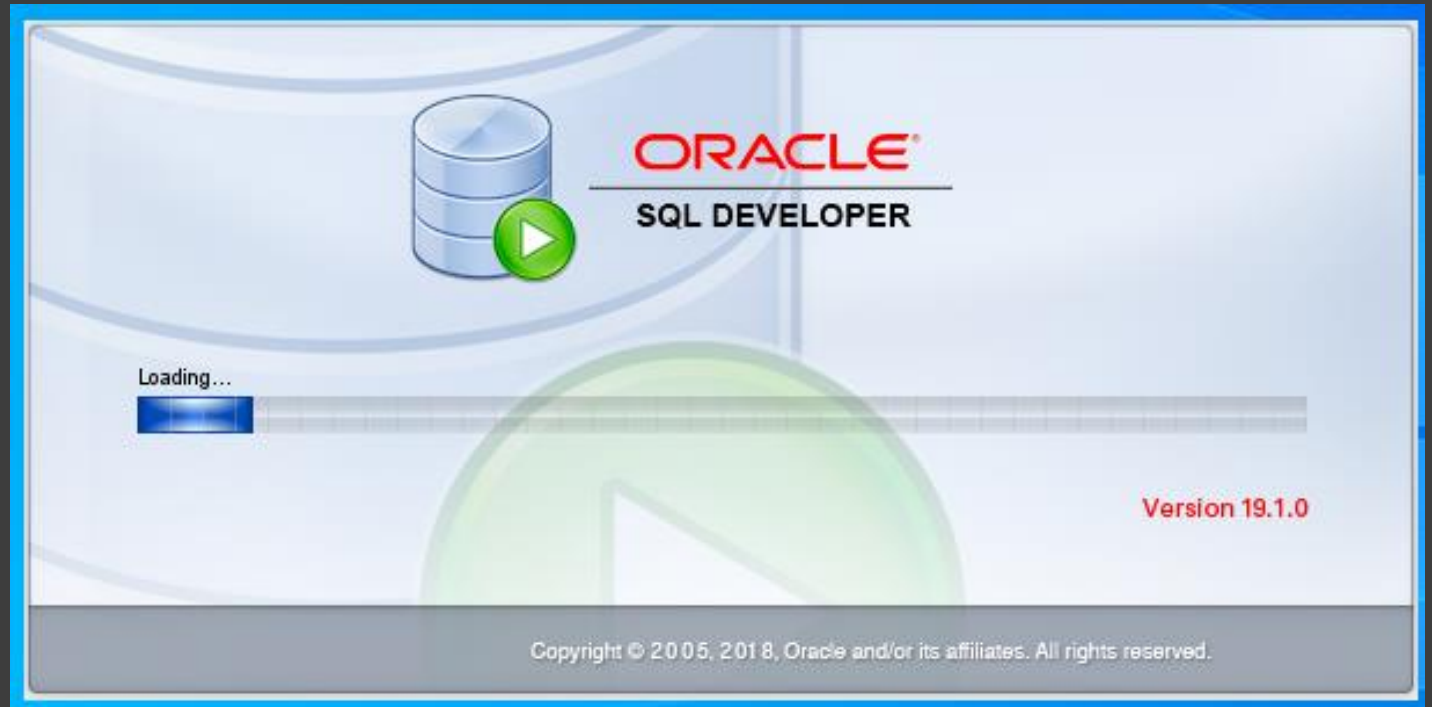 ORACLE®
SQL DEVELOPER
Loading...
Version 19.1.0
Copyright © 2005, 2018, Oracle and/or its affiliates. All rights reserved.